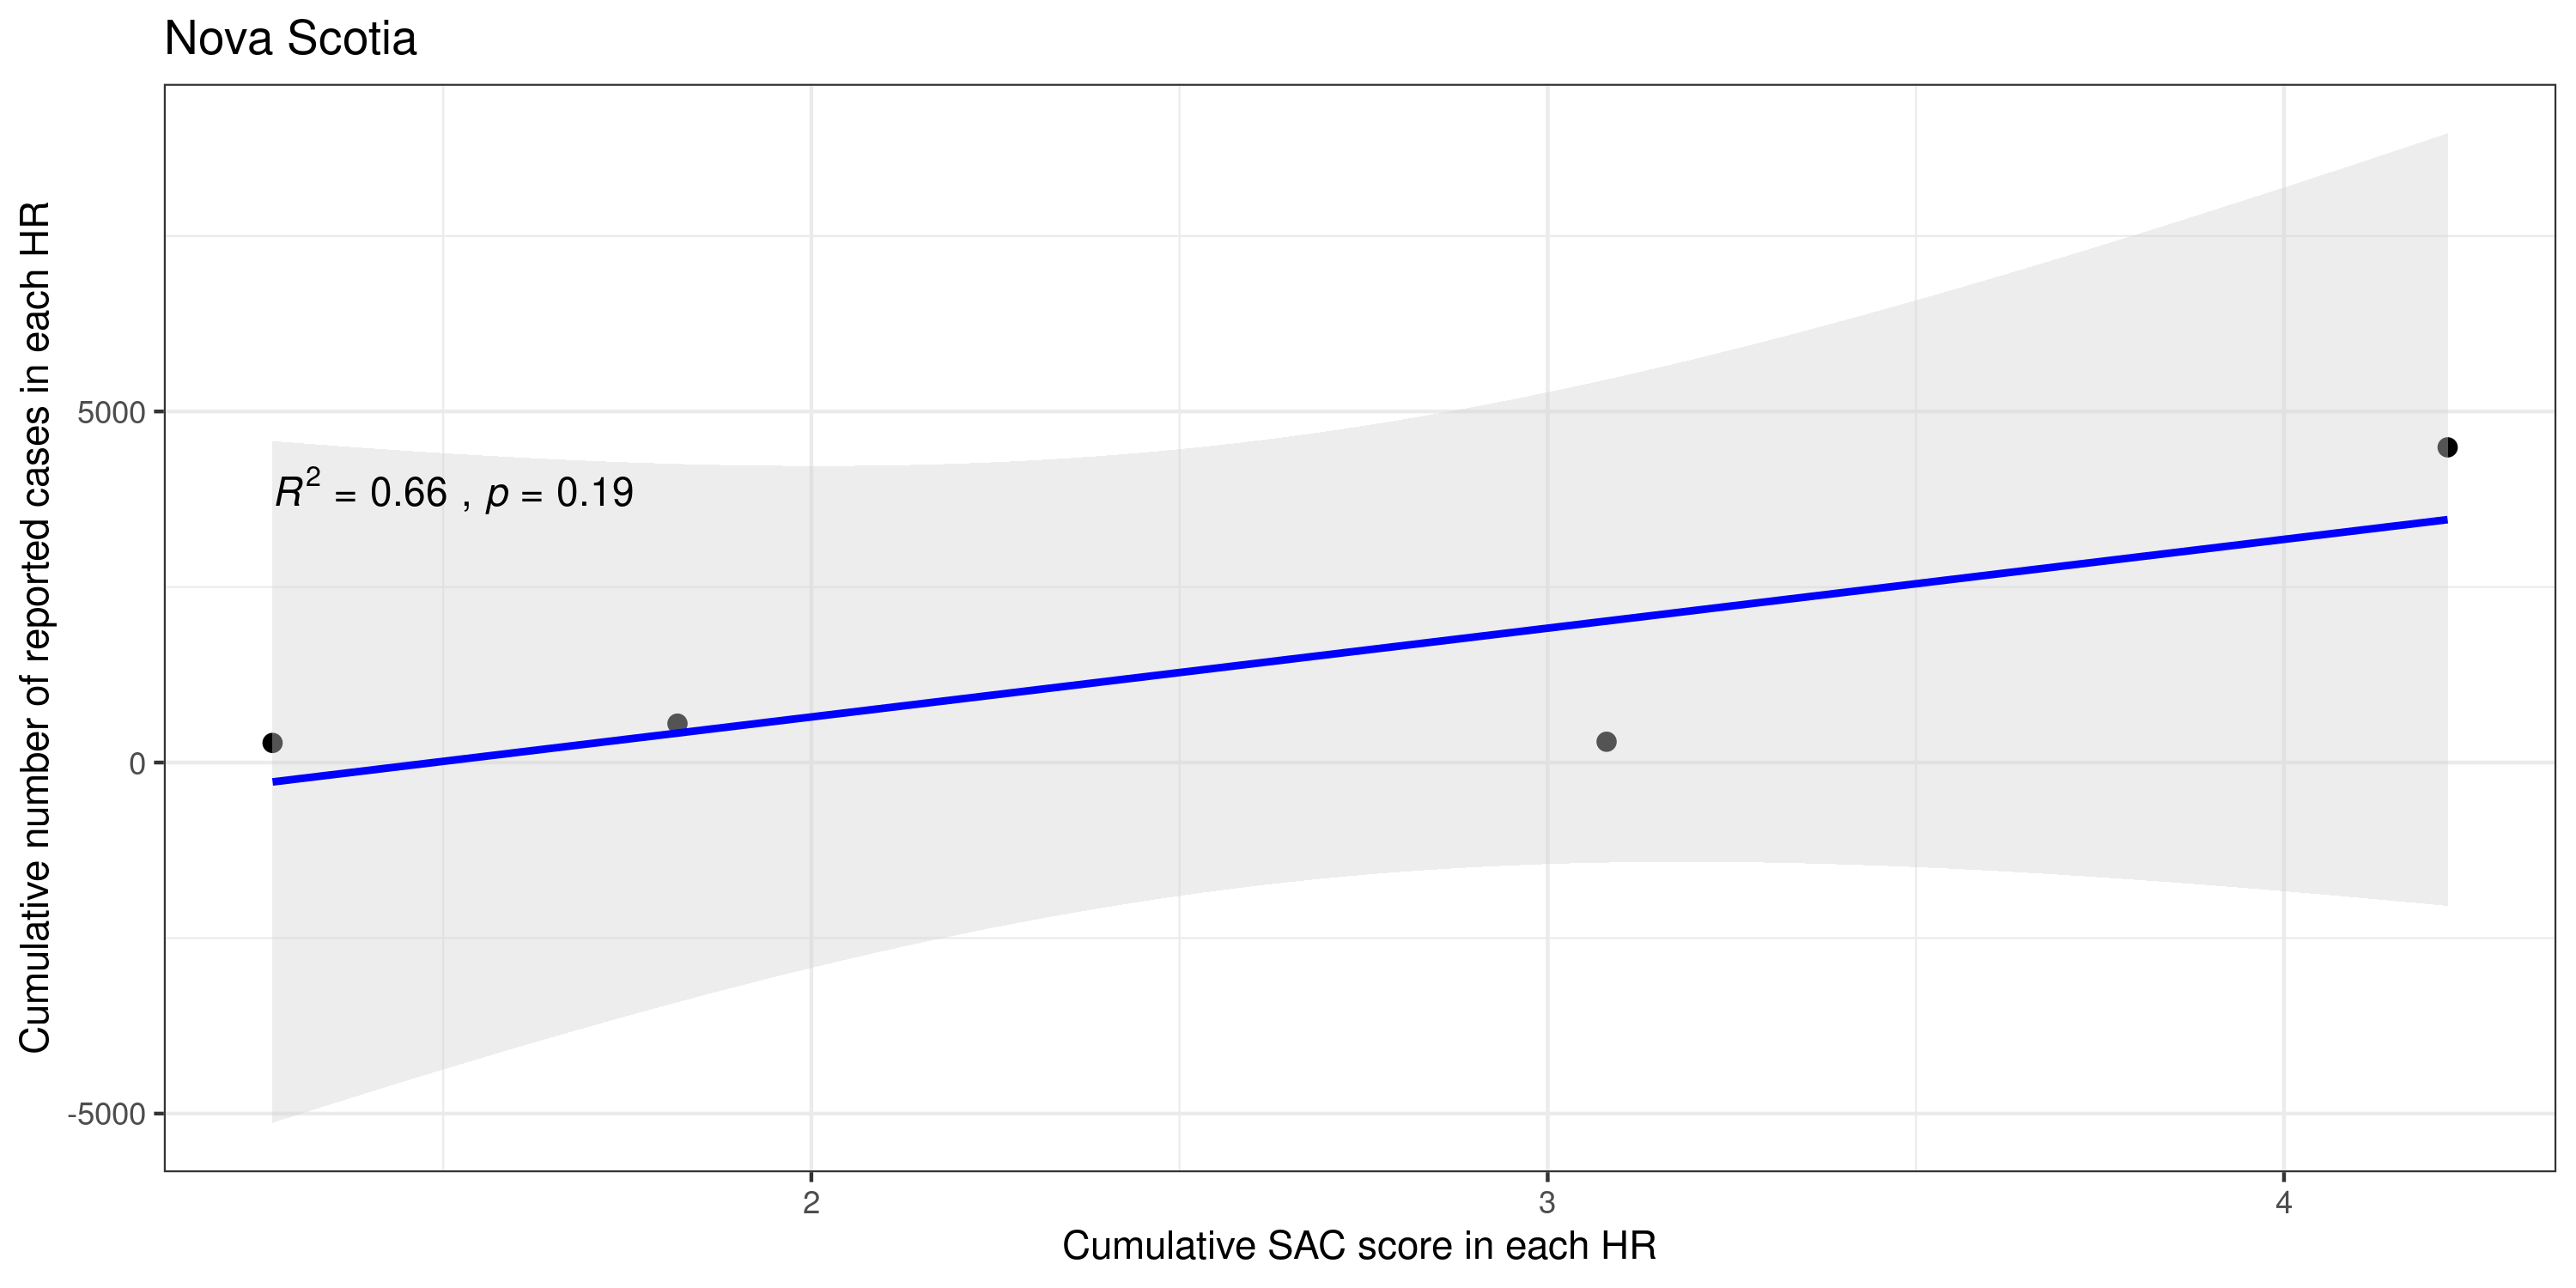 Nova Scotia
Cumulative number of reported cases in each HR
5000
0
-5000
R² = 0.66 , p = 0.19
2
3
4
Cumulative SAC score in each HR